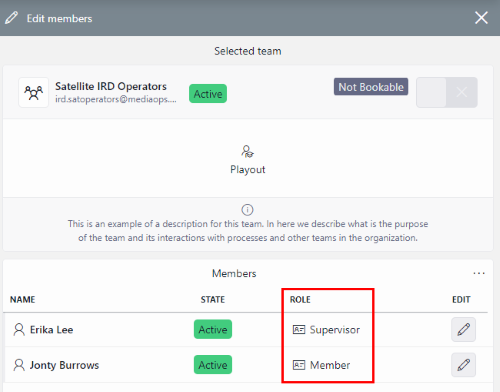 Edit members
Selected team
Satellite IRD Operators
ird.satoperators@mediaops....
Active
Not Bookable
Playout
This is an example of a description for this team. In here we describe what is the purpose
of the team and its interactions with processes and other teams in the organization.
Members
NAME STATE ROLE EDIT
Erika Lee Active Supervisor
Jonty Burrows Active Member